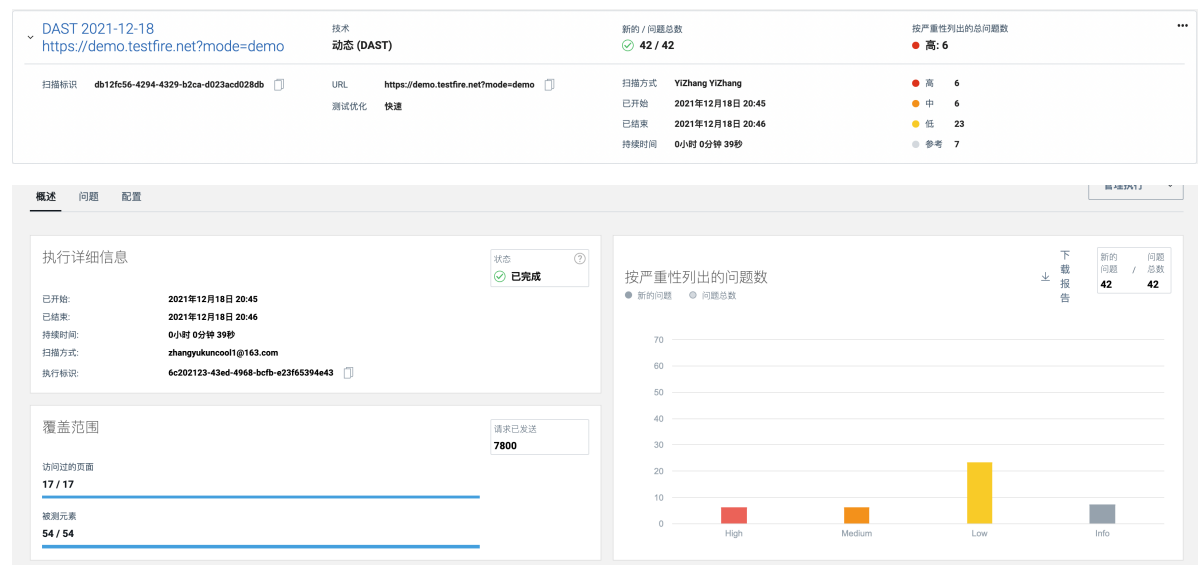 DAST 2021-12-18
https://demo.testfire.net?mode=demo
技术
动态 (DAST)
新的 / 问题总数
42 / 42
按严重性列出的总问题数
高: 6
扫描标识 db12fc56-4294-4329-b2ca-d023acd028db
URL https://demo.testfire.net?mode=demo
测试优化 快速
扫描方式 YiZhang YiZhang
已开始 2021年12月18日 20:45
已结束 2021年12月18日 20:46
持续时间 0小时 0分钟 39秒
高 6
中 6
低 23
参考 7
概述 问题 配置
管理执行
执行详细信息
状态
已完成
已开始: 2021年12月18日 20:45
已结束: 2021年12月18日 20:46
持续时间: 0小时 0分钟 39秒
扫描方式: zhangyukuncool1@163.com
执行标识: 6c202123-43ed-4968-bcfb-e23f65394e43
覆盖范围
请求已发送
7800
访问过的页面
17 / 17
被测元素
54 / 54
按严重性列出的问题数
新的问题 问题总数
下载报告
新的问题 / 问题总数
42 42
70
60
50
40
30
20
10
0
High Medium Low Info